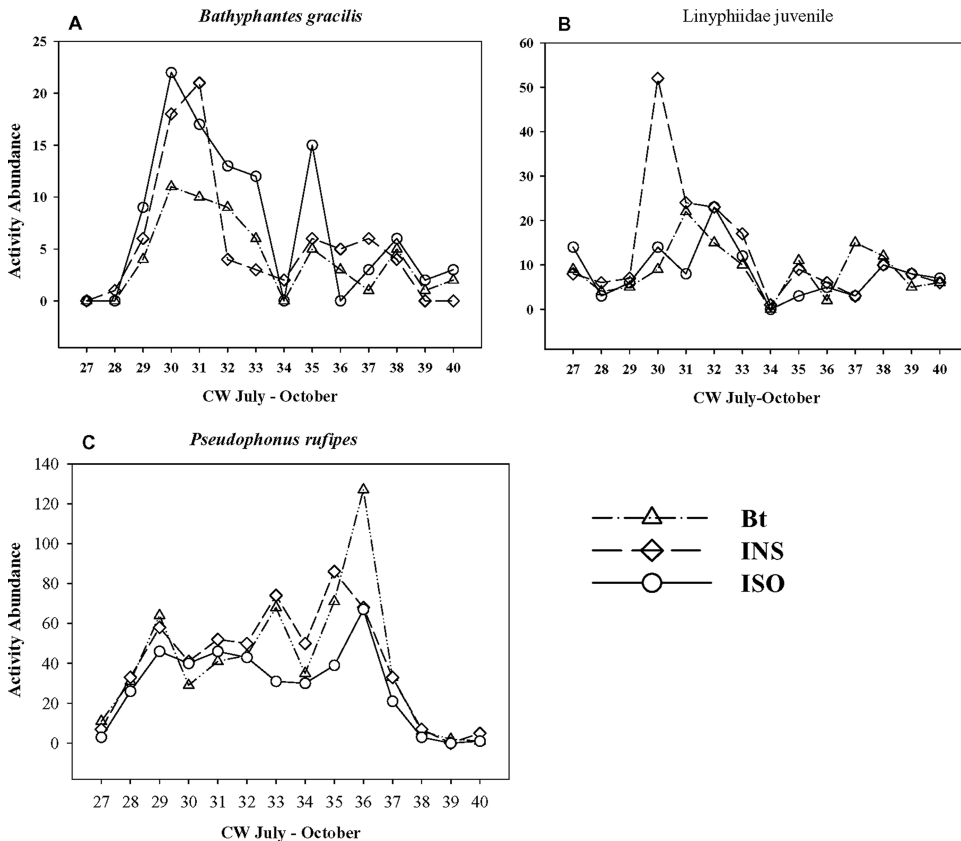 A
Bathyphantes gracilis
25
20
15
10
5
0
Activity Abundance
27 28 29 30 31 32 33 34 35 36 37 38 39 40
CW July - October
B
Linyphiidae juvenile
60
50
40
30
20
10
0
27 28 29 30 31 32 33 34 35 36 37 38 39 40
CW July-October
C
Pseudophonus rufipes
140
120
100
80
60
40
20
0
Activity Abundance
27 28 29 30 31 32 33 34 35 36 37 38 39 40
CW July - October
Bt
INS
ISO